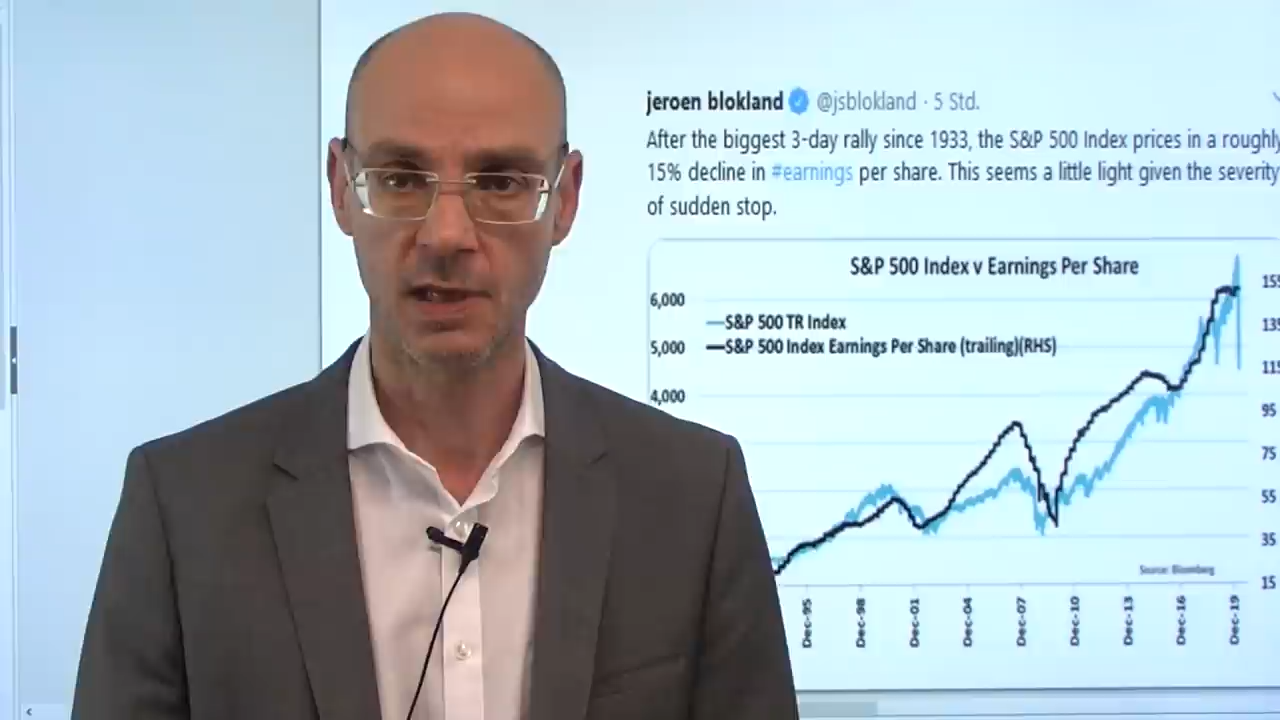 jeroen blokland @jsblokland · 5 Std.
After the biggest 3-day rally since 1933, the S&P 500 Index prices in a roughly
15% decline in #earnings per share. This seems a little light given the severity
of sudden stop.
S&P 500 Index v Earnings Per Share
S&P 500 TR Index
S&P 500 Index Earnings Per Share (trailing)(RHS)
6,000
5,000
4,000
155
135
115
95
75
55
35
15
Source: Bloomberg
Dec-95
Dec-98
Dec-01
Dec-04
Dec-07
Dec-10
Dec-13
Dec-16
Dec-19